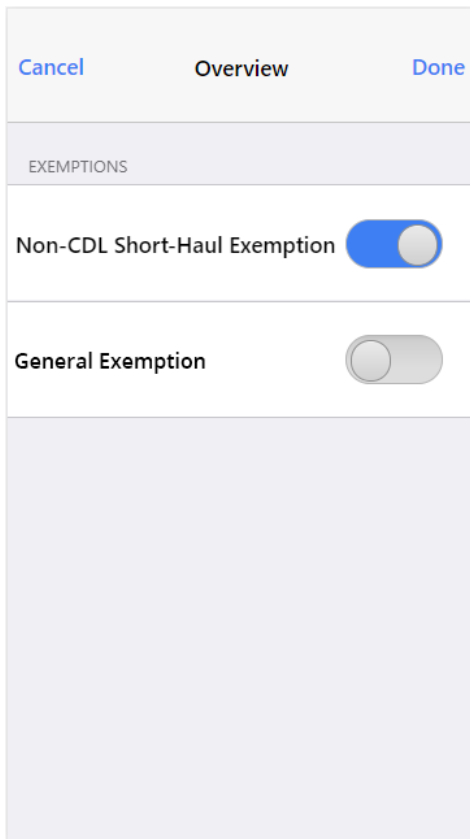 Cancel Overview Done
EXEMPTIONS
Non-CDL Short-Haul Exemption
General Exemption